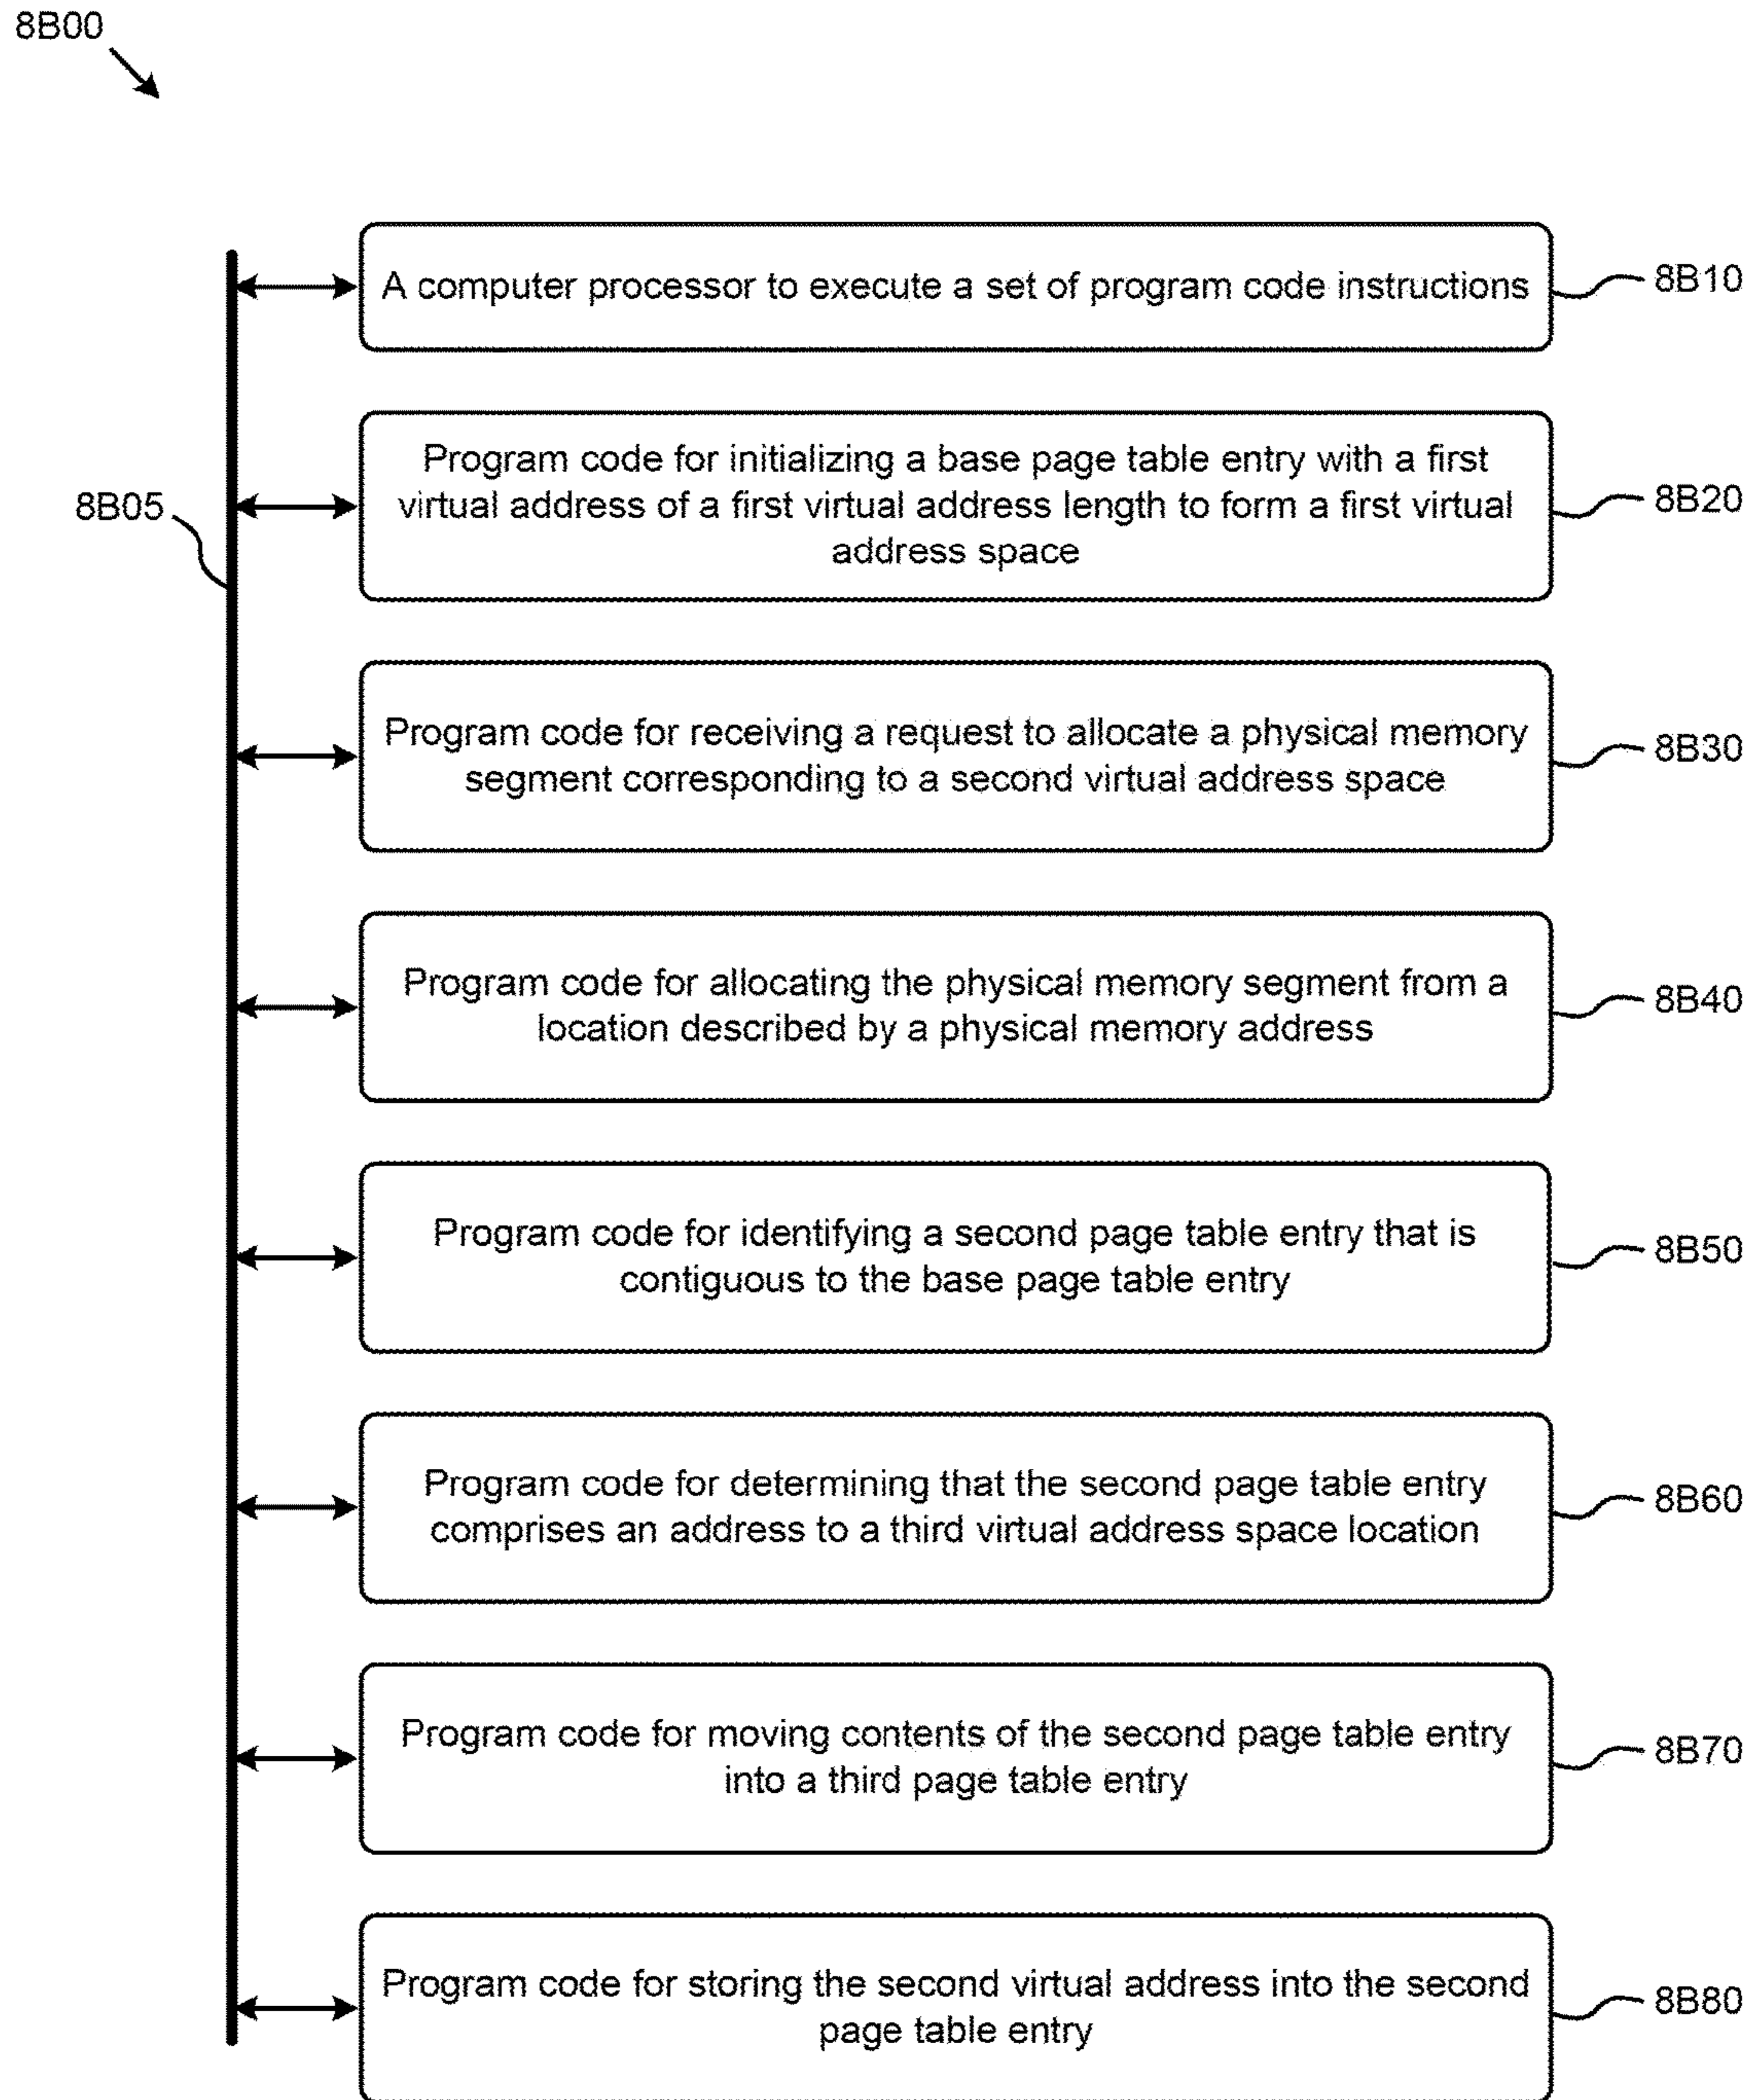 8B00
A computer processor to execute a set of program code instructions
8B10
Program code for initializing a base page table entry with a first
virtual address of a first virtual address length to form a first virtual
address space
8B20
8B05
Program code for receiving a request to allocate a physical memory
segment corresponding to a second virtual address space
8B30
Program code for allocating the physical memory segment from a
location described by a physical memory address
8B40
Program code for identifying a second page table entry that is
contiguous to the base page table entry
8B50
Program code for determining that the second page table entry
comprises an address to a third virtual address space location
8B60
Program code for moving contents of the second page table entry
into a third page table entry
8B70
Program code for storing the second virtual address into the second
page table entry
8B80